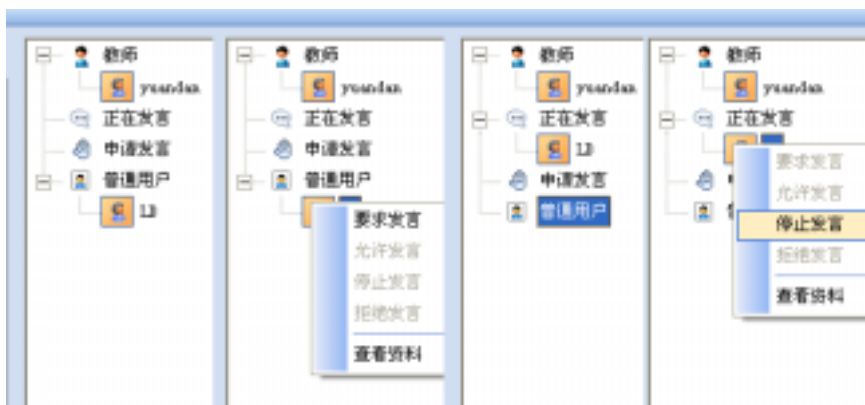 教师
yuandan
正在发言
申请发言
普通用户
LD
教师
yuandan
正在发言
申请发言
普通用户
要求发言
允许发言
停止发言
拒绝发言
查看资料
教师
yuandan
正在发言
LD
申请发言
普通用户
教师
yuandan
正在发言
要求发言
允许发言
停止发言
拒绝发言
查看资料